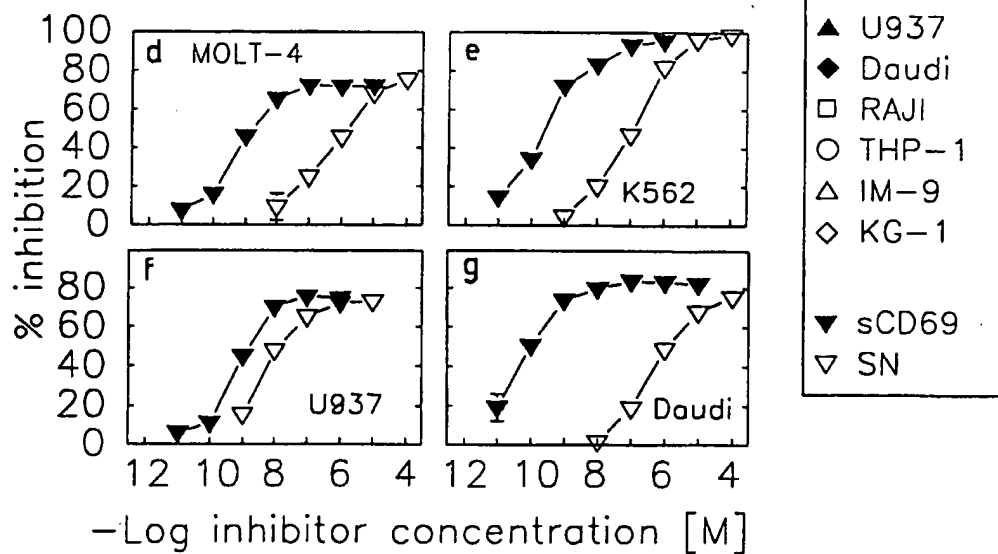 % inhibition
100
80
60
40
20
0
80
60
40
20
0
d MOLT-4
e
K562
f
U937
g
Daudi
12 10 8 6 4
12 10 8 6 4
-Log inhibitor concentration [M]
▲ U937
◆ Daudi
□ RAJI
○ THP-1
△ IM-9
◇ KG-1
▼ sCD69
▽ SN